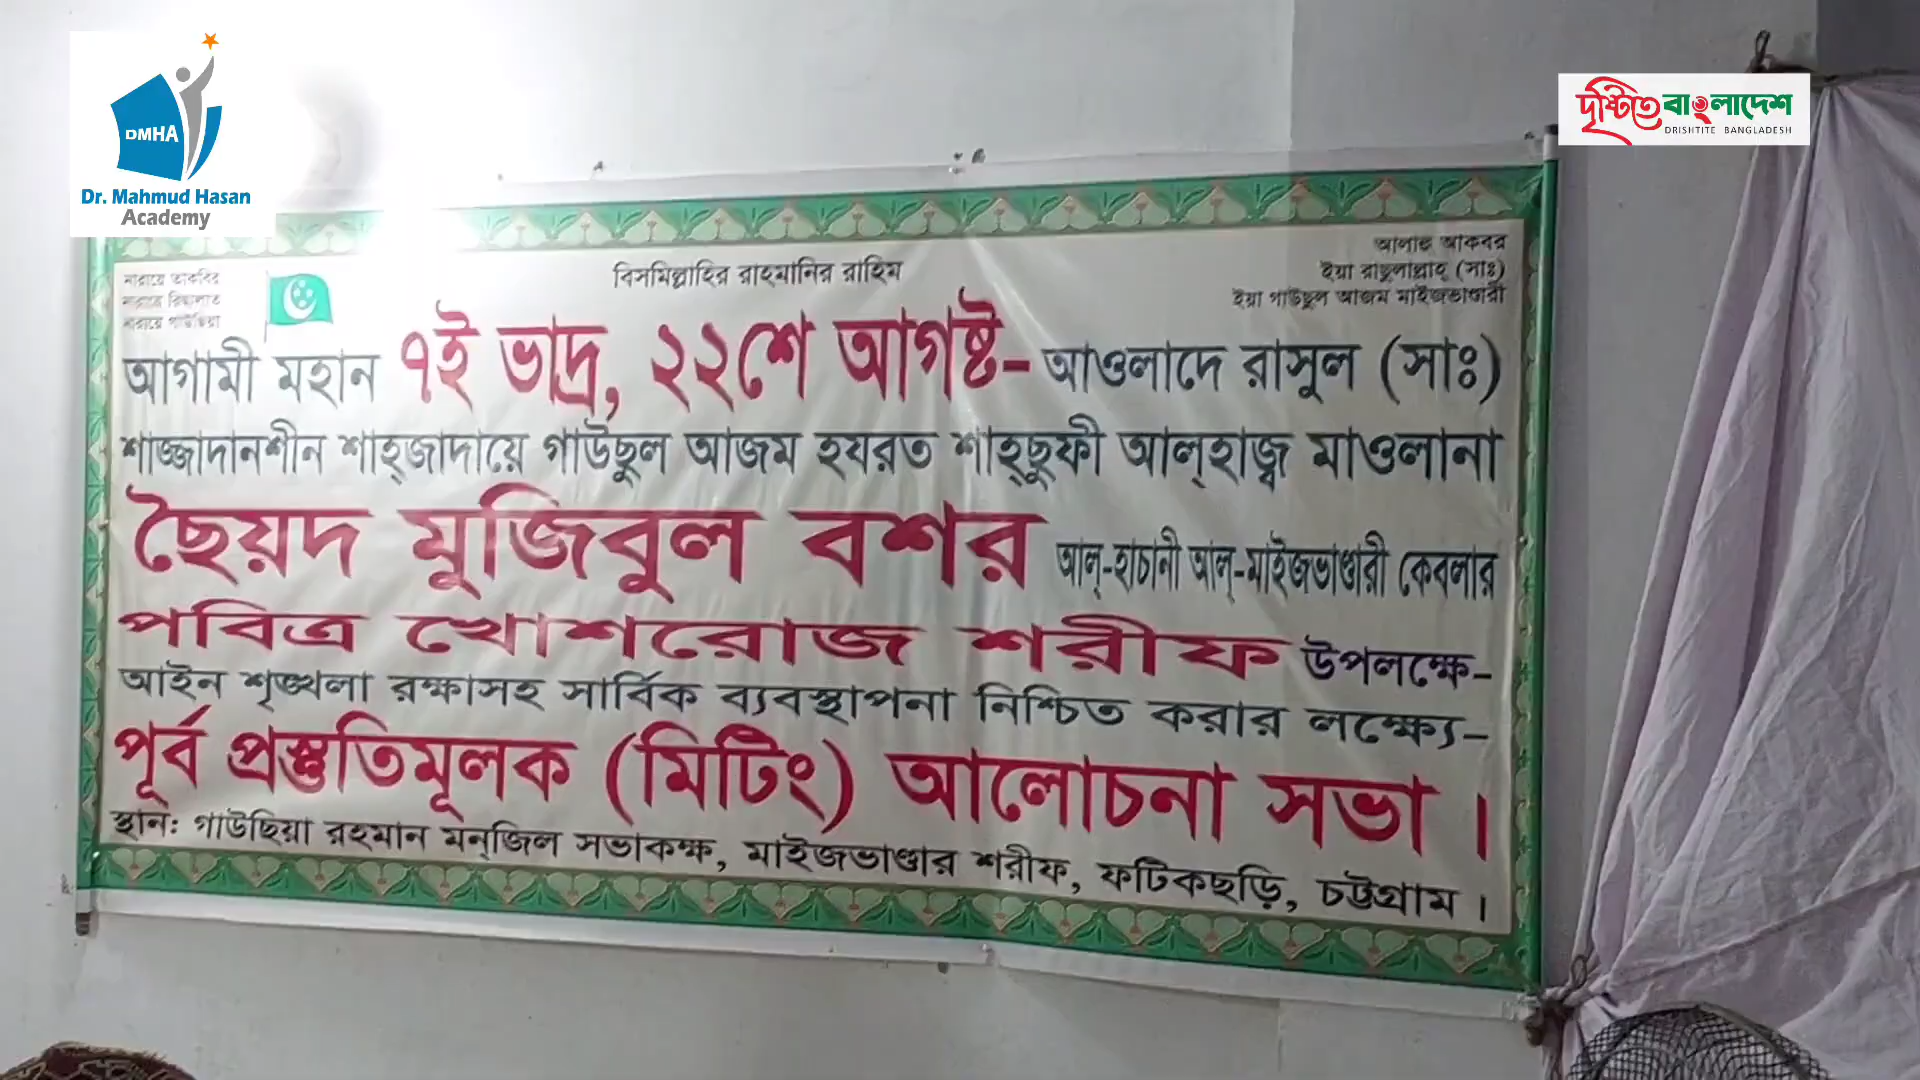 DMHA
Dr. Mahmud Hasan
Academy
দৃষ্টিতে বাংলাদেশ
DRISHTITE BANGLADESH
নারায়ে তাকবির
নারায়ে রিছালাত
নারায়ে গাউছিয়া
বিসমিল্লাহির রাহমানির রাহিম
আলাহু আকবর
ইয়া রাছুলাল্লাহ্ (সাঃ)
ইয়া গাউছুল আজম মাইজভাণ্ডারী
আগামী মহান ৭ই ভাদ্র, ২২শে আগষ্ট- আওলাদে রাসুল (সাঃ)
শাজ্জাদানশীন শাহ্জাদায়ে গাউছুল আজম হযরত শাহ্ছুফী আল্হাজ্ব মাওলানা
ছৈয়দ মুজিবুল বশর আল্-হাচানী আল্-মাইজভাণ্ডারী কেবলার
পবিত্র খোশরোজ শরীফ উপলক্ষে-
আইন শৃঙ্খলা রক্ষাসহ সার্বিক ব্যবস্থাপনা নিশ্চিত করার লক্ষ্যে-
পূর্ব প্রস্তুতিমূলক (মিটিং) আলোচনা সভা।
স্থান: গাউছিয়া রহমান মন্জিল সভাকক্ষ, মাইজভাণ্ডার শরীফ, ফটিকছড়ি, চট্টগ্রাম।